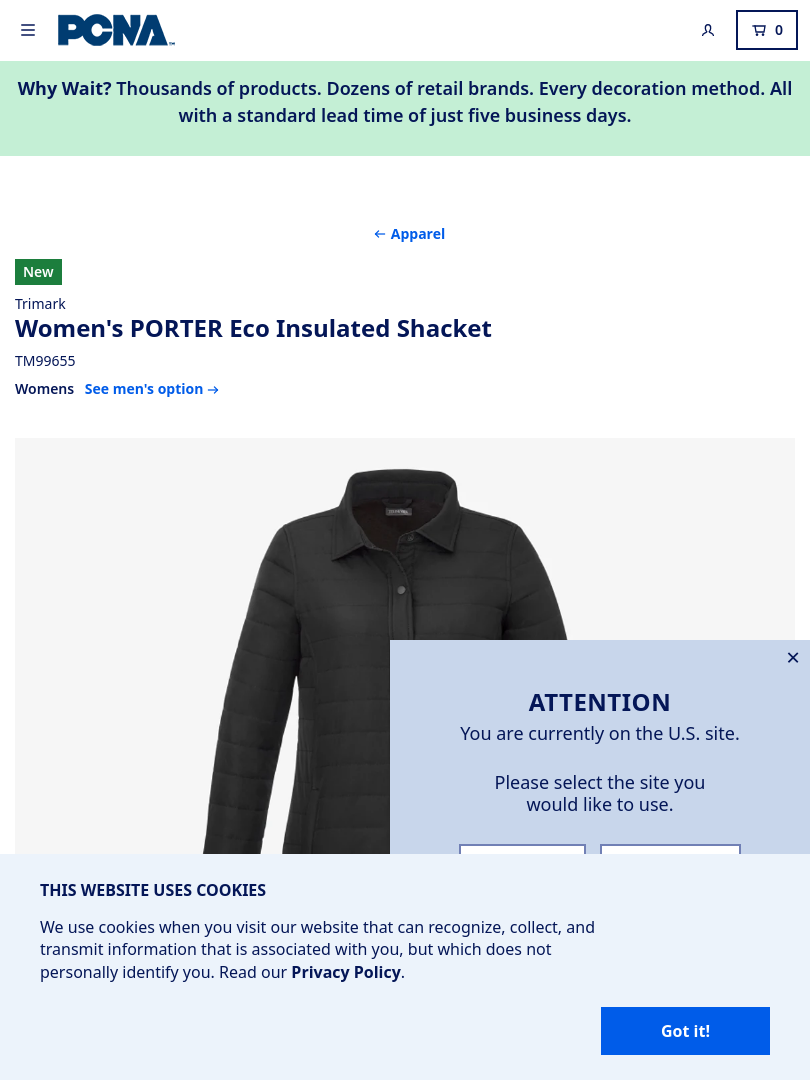 PCNA
0
Why Wait? Thousands of products. Dozens of retail brands. Every decoration method. All
with a standard lead time of just five business days.
← Apparel
New
Trimark
Women's PORTER Eco Insulated Shacket
TM99655
Womens See men's option →
ATTENTION
You are currently on the U.S. site.
Please select the site you
would like to use.
THIS WEBSITE USES COOKIES
We use cookies when you visit our website that can recognize, collect, and
transmit information that is associated with you, but which does not
personally identify you. Read our Privacy Policy.
Got it!